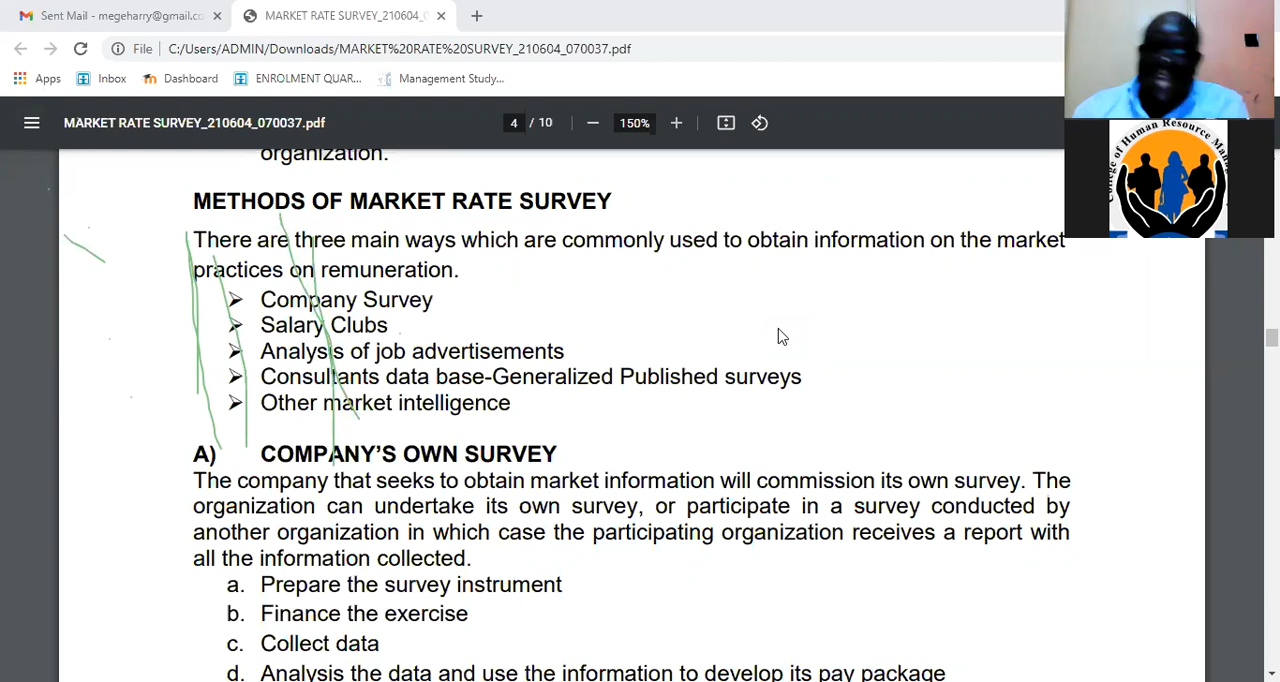 Sent Mail - megeharry@gmail.co
MARKET RATE SURVEY_210604_0
File C:/Users/ADMIN/Downloads/MARKET%20RATE%20SURVEY_210604_070037.pdf
Apps Inbox Dashboard ENROLMENT QUAR... Management Study...
MARKET RATE SURVEY_210604_070037.pdf 4 / 10 150%
College of Human Resource Mana
organization.
METHODS OF MARKET RATE SURVEY
There are three main ways which are commonly used to obtain information on the market
practices on remuneration.
Company Survey
Salary Clubs
Analysis of job advertisements
Consultants data base-Generalized Published surveys
Other market intelligence
A) COMPANY'S OWN SURVEY
The company that seeks to obtain market information will commission its own survey. The
organization can undertake its own survey, or participate in a survey conducted by
another organization in which case the participating organization receives a report with
all the information collected.
a. Prepare the survey instrument
b. Finance the exercise
c. Collect data
d. Analysis the data and use the information to develop its pay package